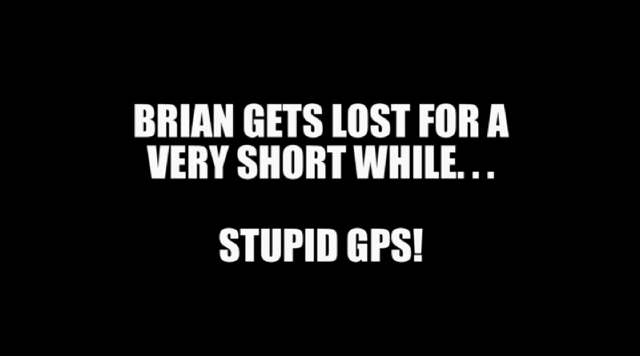 BRIAN GETS LOST FOR A
VERY SHORT WHILE. . .
STUPID GPS!